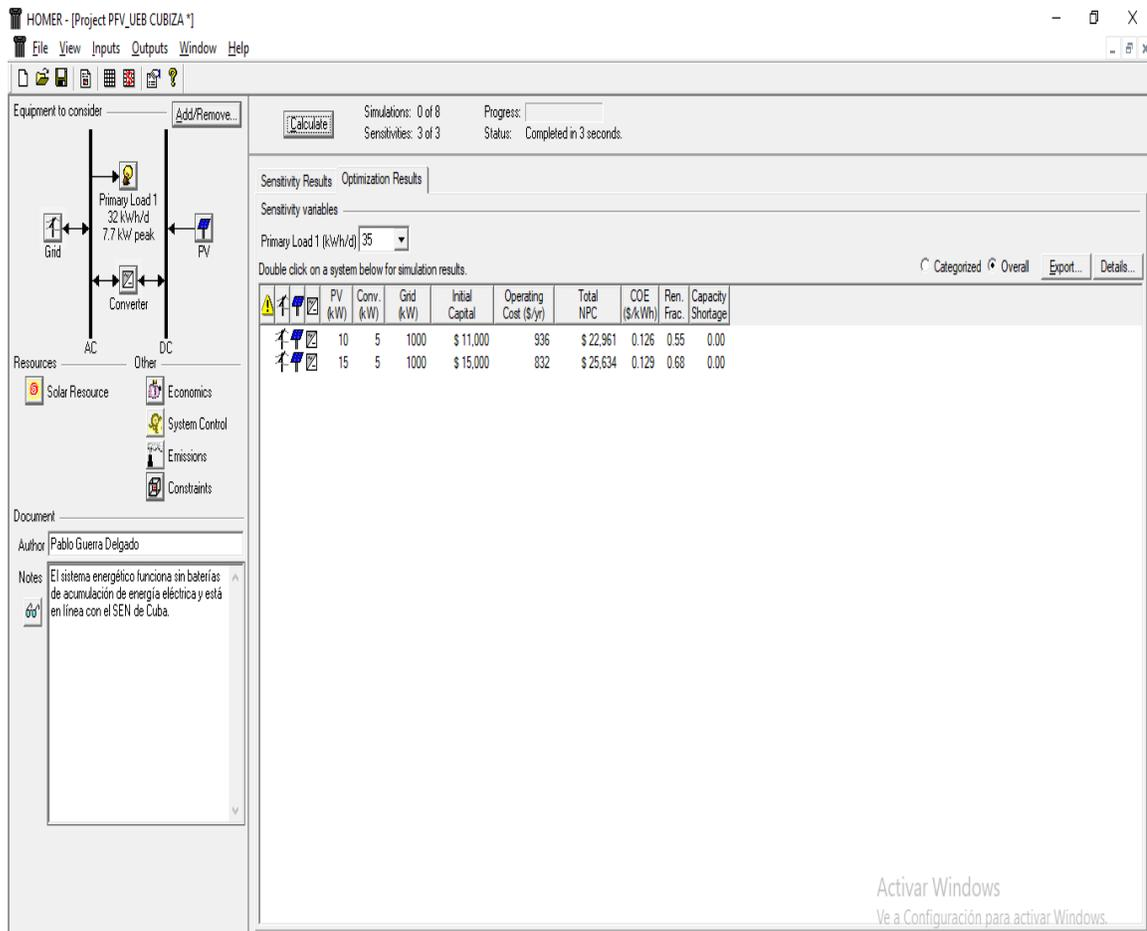 HOMER - [Project PFV_UEB CUBIZA *]
File View Inputs Outputs Window Help
Equipment to consider Add/Remove...
Primary Load 1
32 kWh/d
7.7 kW peak
Grid
PV
Converter
AC DC
Resources Other
Solar Resource Economics
System Control
Emissions
Constraints
Document
Author Pablo Guerra Delgado
Notes El sistema energético funciona sin baterías
de acumulación de energía eléctrica y está
en línea con el SEN de Cuba.
Calculate Simulations: 0 of 8 Progress:
Sensitivities: 3 of 3 Status: Completed in 3 seconds.
Sensitivity Results Optimization Results
Sensitivity variables
Primary Load 1 (kWh/d) 35
Double click on a system below for simulation results. Categorized Overall Export... Details...
PV Conv. Grid Initial Operating Total COE Ren. Capacity
(kW) (kW) (kW) Capital Cost ($/yr) NPC ($/kWh) Frac. Shortage
10 5 1000 $ 11,000 936 $ 22,961 0.126 0.55 0.00
15 5 1000 $ 15,000 832 $ 25,634 0.129 0.68 0.00
Activar Windows
Ve a Configuración para activar Windows.